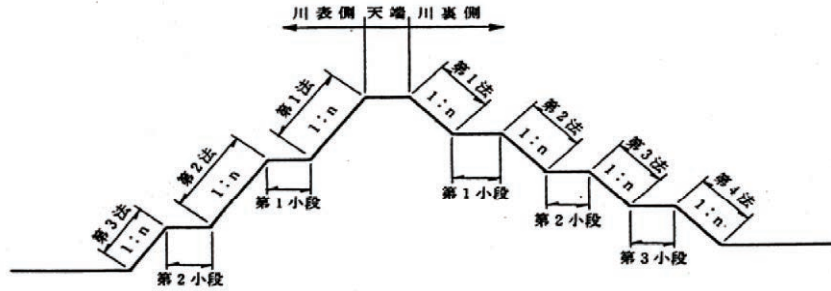 川表側 天端 川裏側
第1法
1:n
第2法
1:n
第3法
1:n
第1小段
第2小段
第1法
1:n
第2法
1:n
第3法
1:n
第4法
1:n
第1小段
第2小段
第3小段